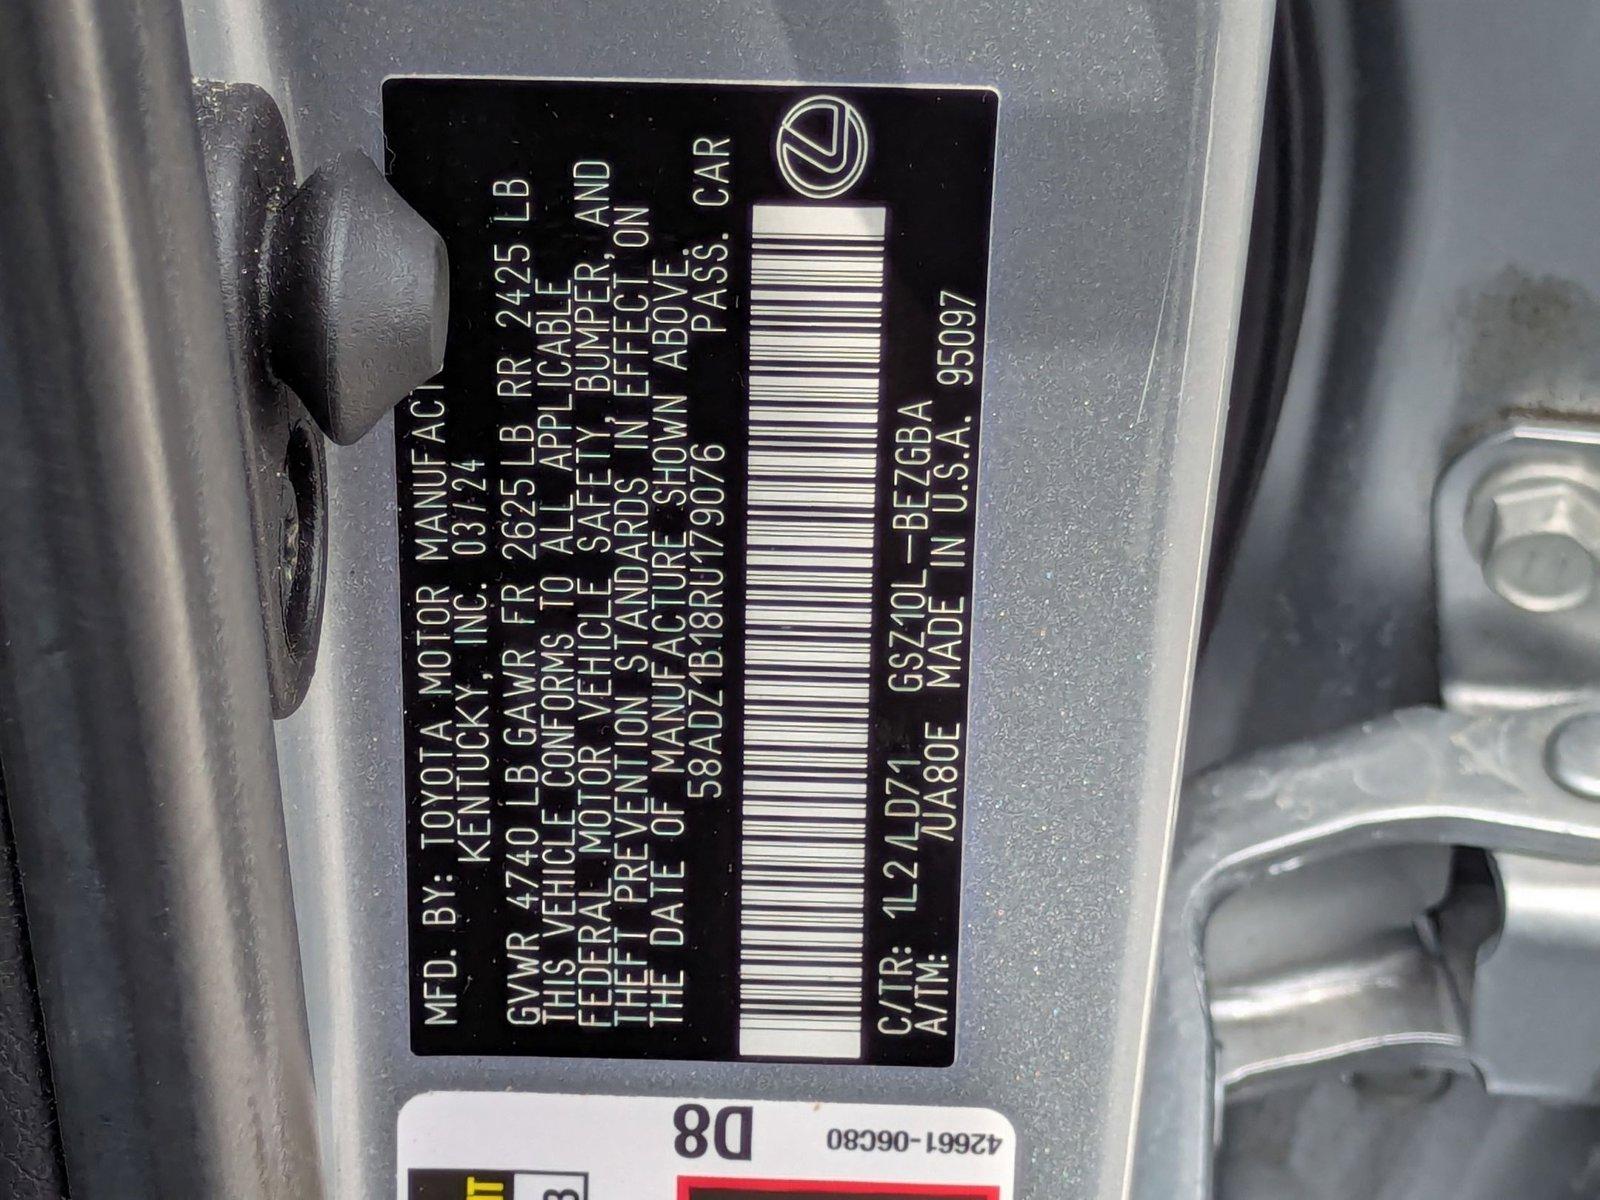 MFD. BY: TOYOTA MOTOR MANUFACT
KENTUCKY, INC. 03/24
GVWR 4740 LB GAWR FR 2625 LB RR 2425 LB
THIS VEHICLE CONFORMS TO ALL APPLICABLE
FEDERAL MOTOR VEHICLE SAFETY, BUMPER, AND
THEFT PREVENTION STANDARDS IN EFFECT ON
THE DATE OF MANUFACTURE SHOWN ABOVE.
58ADZ1B18RU179076 PASS. CAR
C/TR: 1L2/LD71 GSZ10L-BEZGBA
A/TM: /UA80E MADE IN U.S.A. 95097
D8
42661-06C80